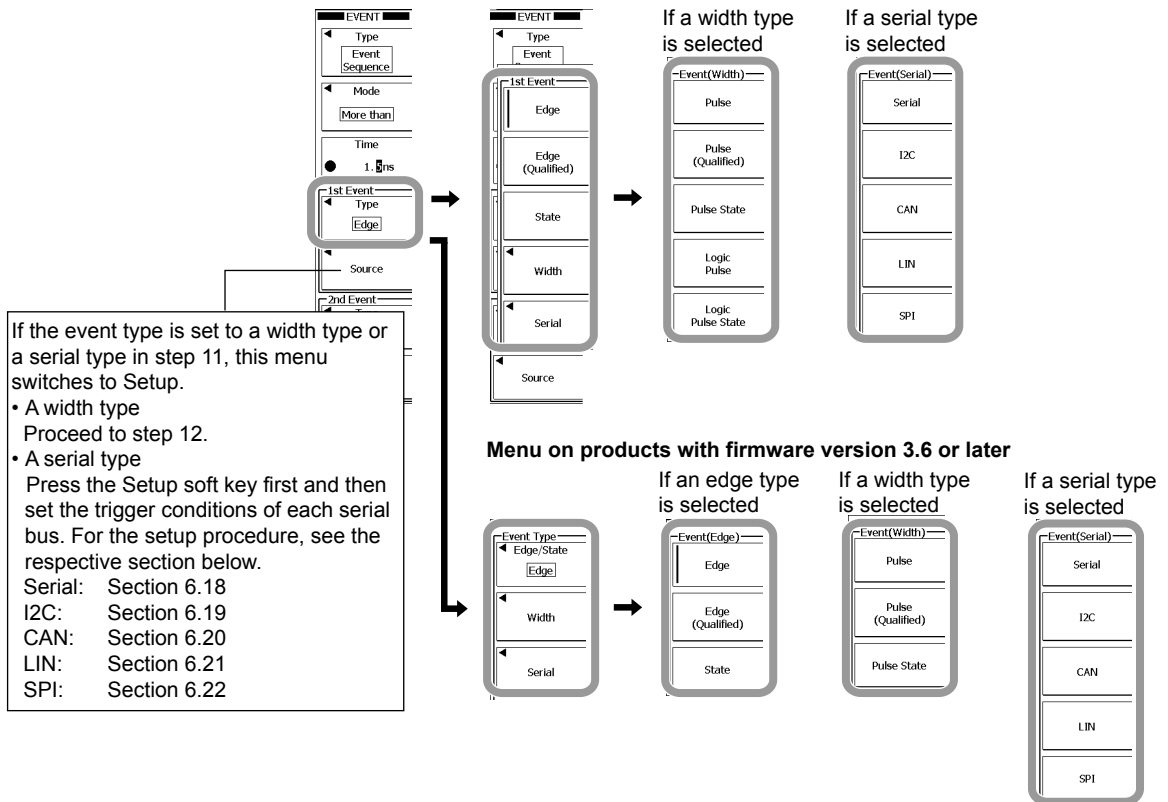 EVENT
Type
Event
Sequence
Mode
More than
Time
1.5ns
1st Event
Type
Edge
Source
2nd Event
EVENT
Type
Event
1st Event
Edge
Edge
(Qualified)
State
Width
Serial
Source
If a width type
is selected
Event(Width)
Pulse
Pulse
(Qualified)
Pulse State
Logic
Pulse
Logic
Pulse State
If a serial type
is selected
Event(Serial)
Serial
I2C
CAN
LIN
SPI
If the event type is set to a width type or
a serial type in step 11, this menu
switches to Setup.
• A width type
Proceed to step 12.
• A serial type
Press the Setup soft key first and then
set the trigger conditions of each serial
bus. For the setup procedure, see the
respective section below.
Serial: Section 6.18
I2C: Section 6.19
CAN: Section 6.20
LIN: Section 6.21
SPI: Section 6.22
Menu on products with firmware version 3.6 or later
Event Type
Edge/State
Edge
Width
Serial
If an edge type
is selected
Event(Edge)
Edge
Edge
(Qualified)
State
If a width type
is selected
Event(Width)
Pulse
Pulse
(Qualified)
Pulse State
If a serial type
is selected
Event(Serial)
Serial
I2C
CAN
LIN
SPI